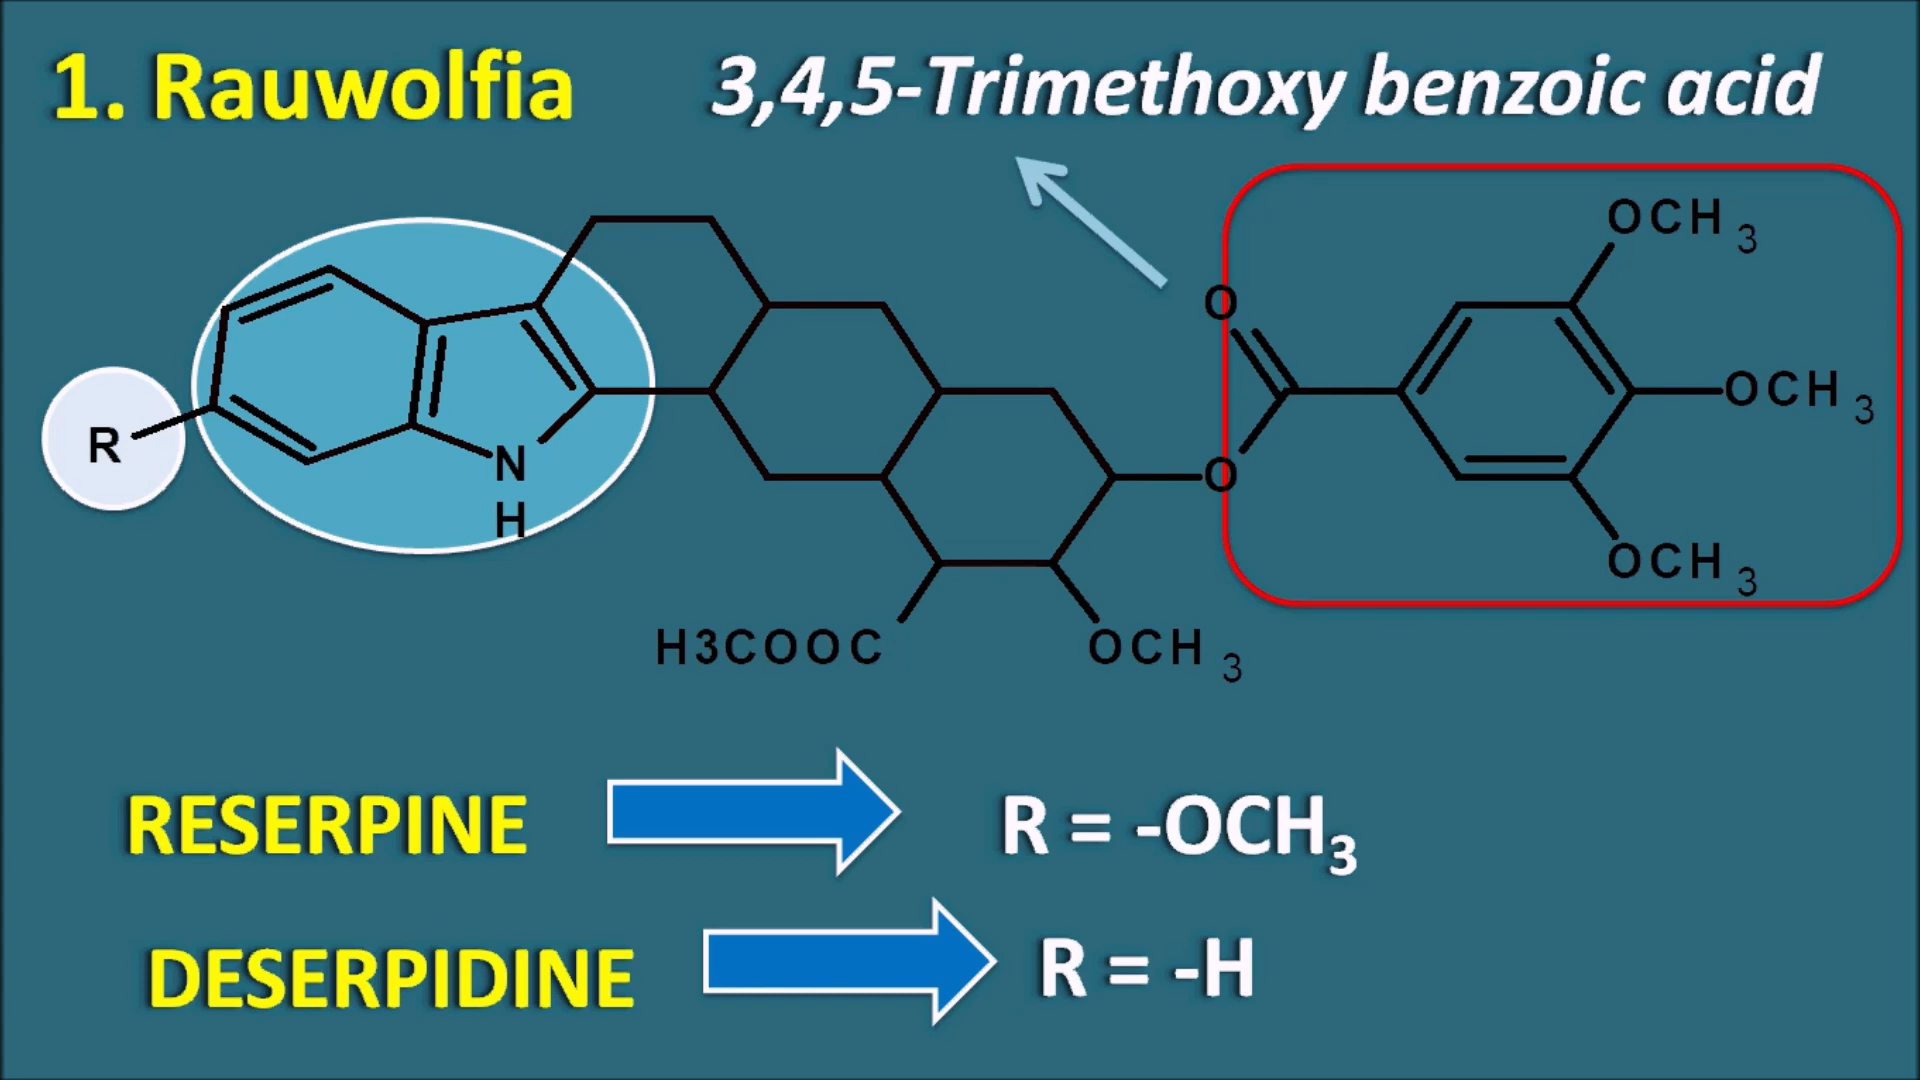 1. Rauwolfia
3,4,5-Trimethoxy benzoic acid
OCH3
O
R
OCH3
N
H
O
OCH3
H3COOC
OCH3
RESERPINE
R = -OCH3
DESERPIDINE
R = -H